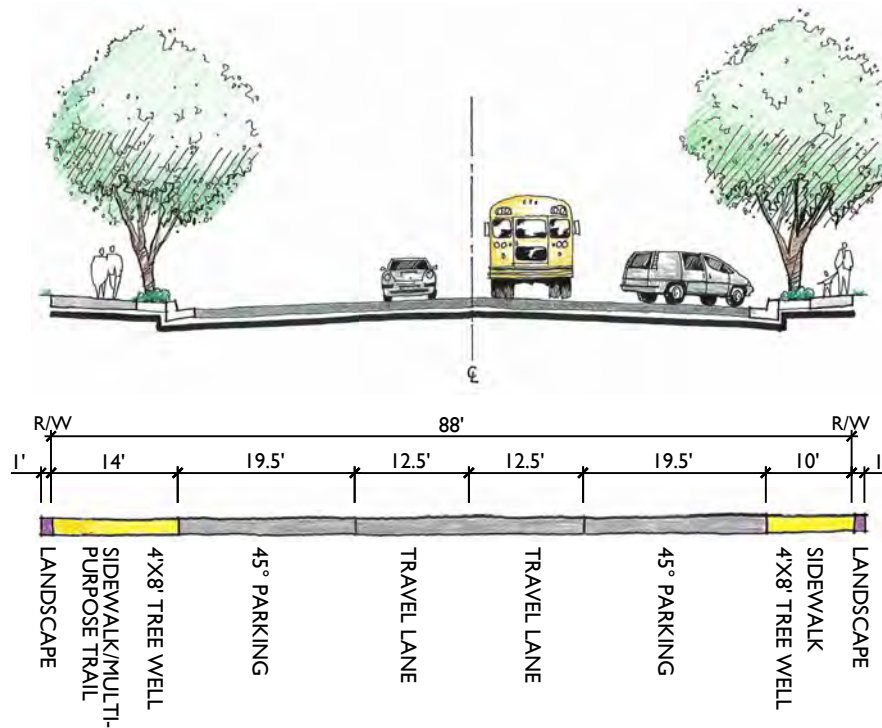 ℄
R/W
88'
R/W
1'
14'
19.5'
12.5'
12.5'
19.5'
10'
1
LANDSCAPE
SIDEWALK/MULTI-
PURPOSE TRAIL
4'X8' TREE WELL
45° PARKING
TRAVEL LANE
TRAVEL LANE
45° PARKING
SIDEWALK
4'X8' TREE WELL
LANDSCAPE